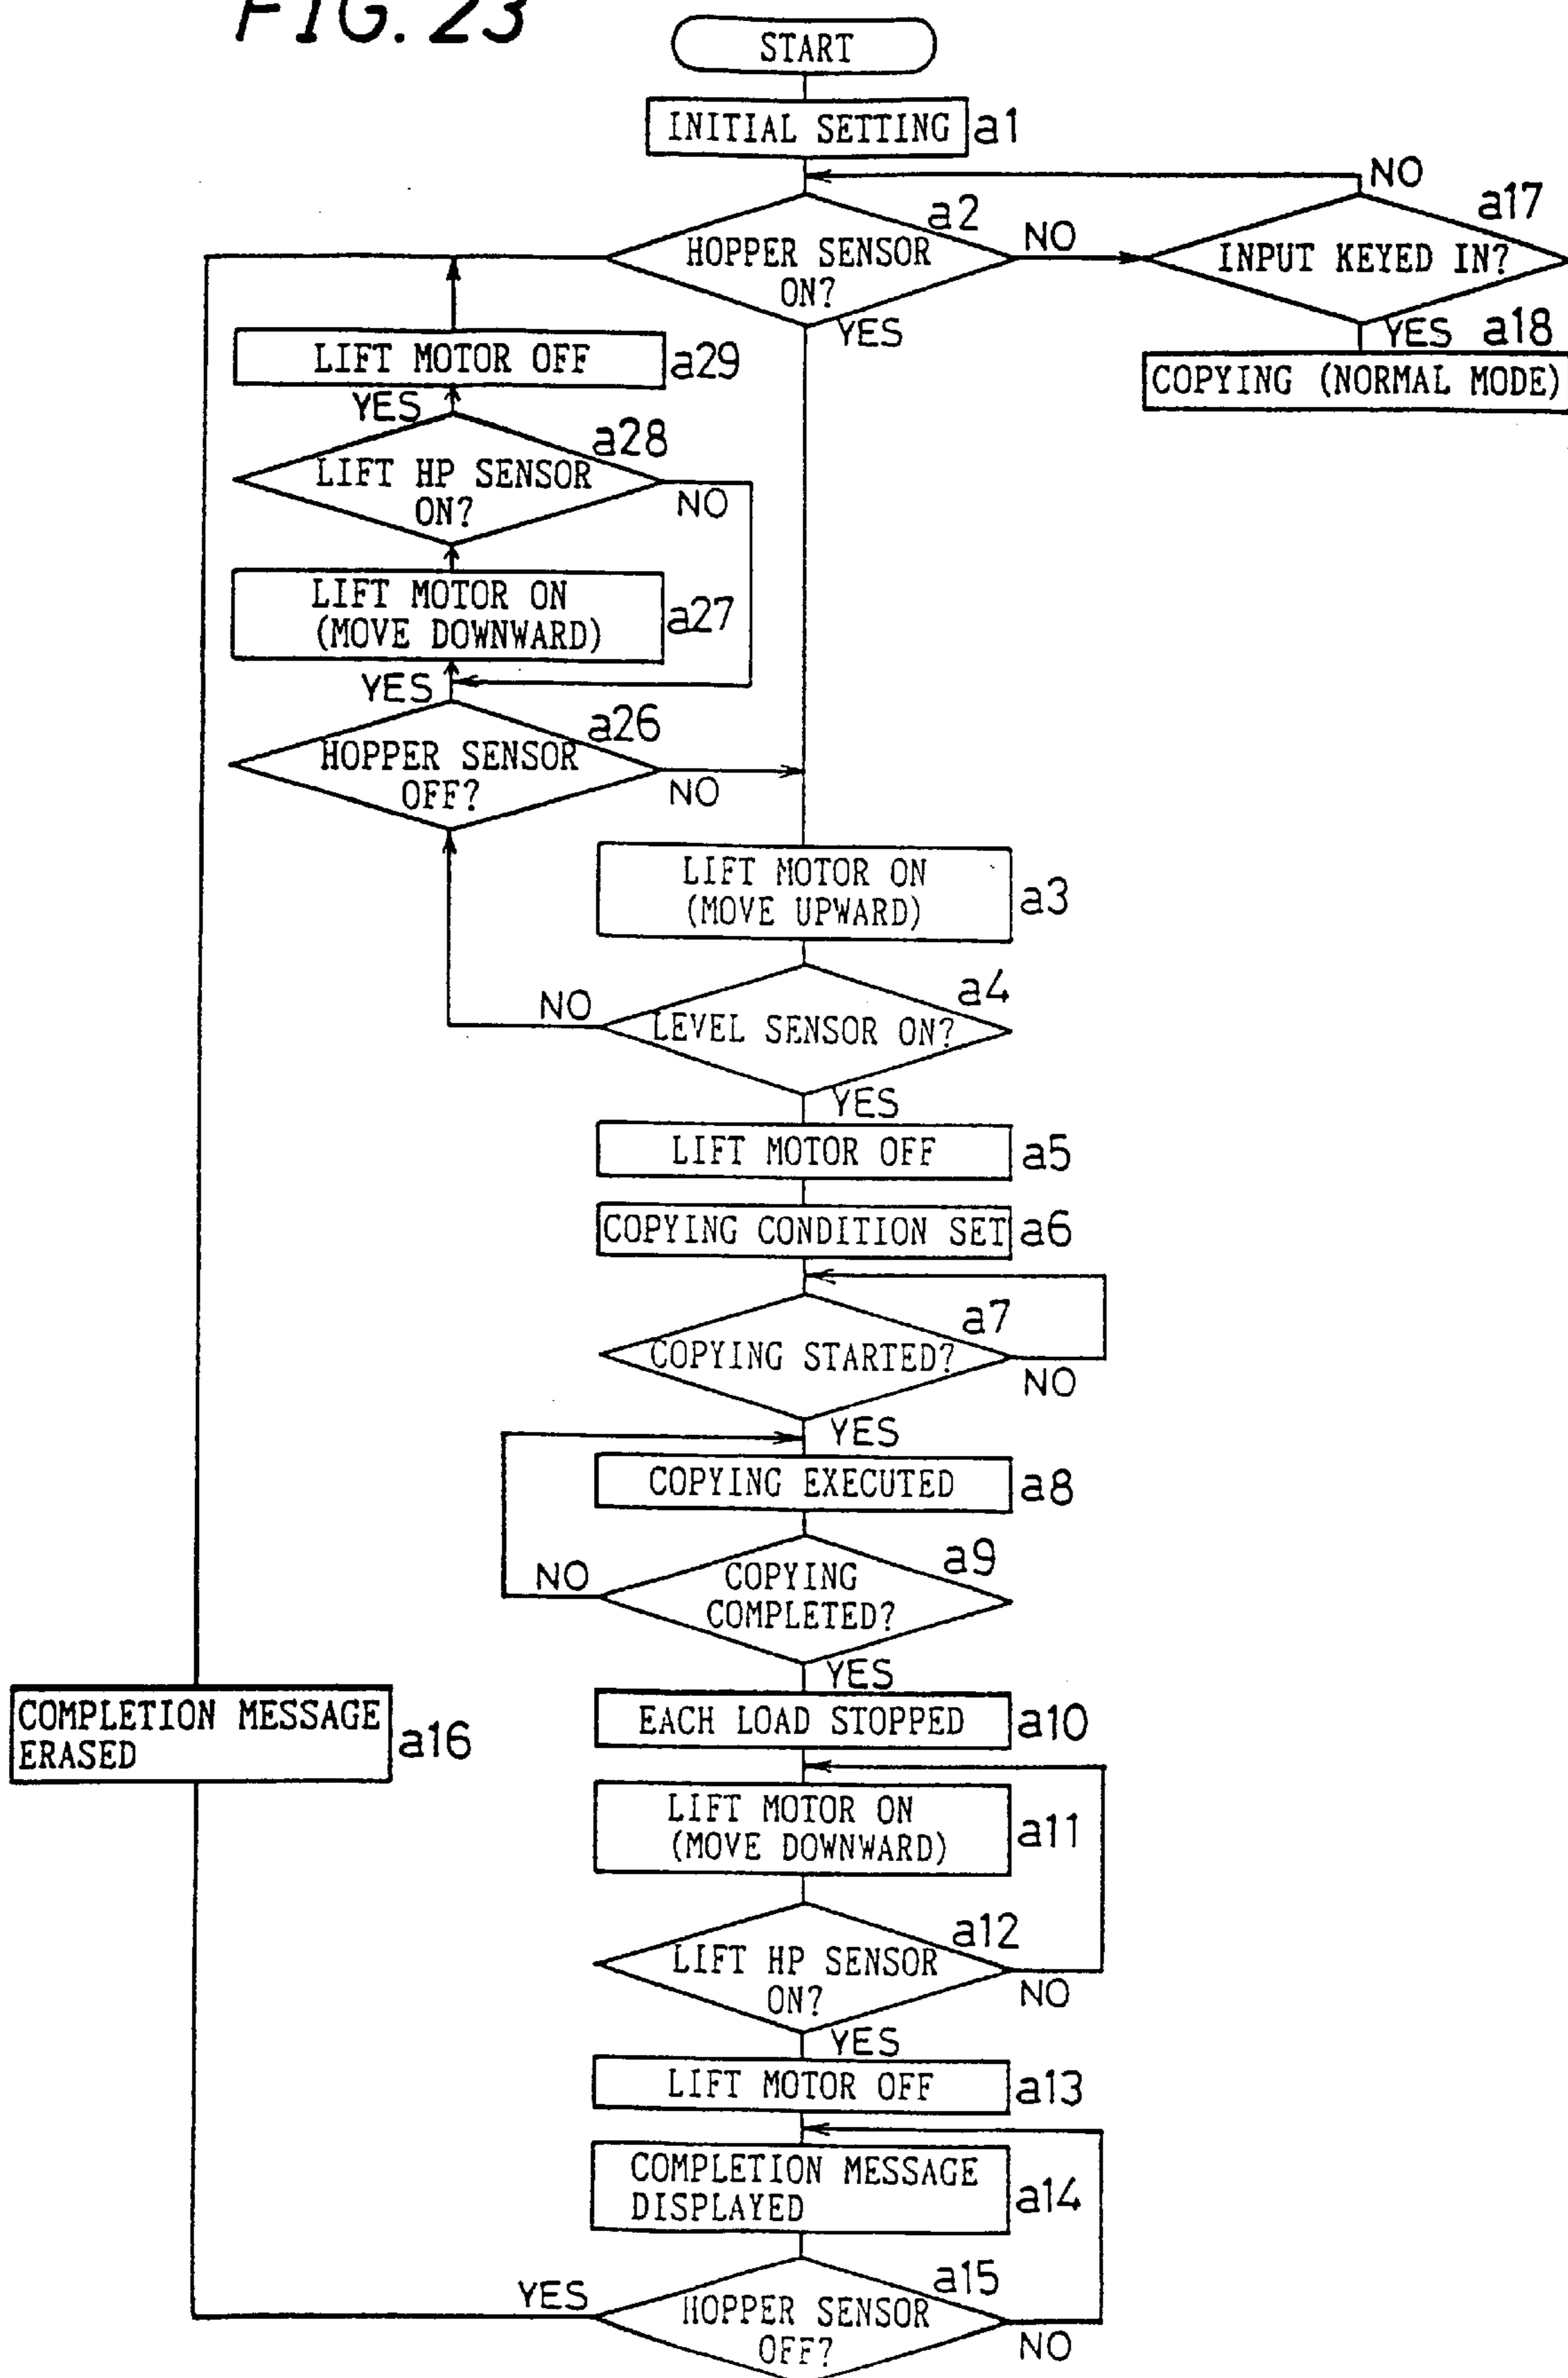 FIG. 23
START
INITIAL SETTING
a1
NO
a2
HOPPER SENSOR
ON?
NO
YES
a17
INPUT KEYED IN?
YES
a18
COPYING (NORMAL MODE)
LIFT MOTOR OFF
a29
YES
a28
LIFT HP SENSOR
ON?
NO
LIFT MOTOR ON
(MOVE DOWNWARD)
a27
YES
a26
HOPPER SENSOR
OFF?
NO
LIFT MOTOR ON
(MOVE UPWARD)
a3
NO
a4
LEVEL SENSOR ON?
YES
LIFT MOTOR OFF
a5
COPYING CONDITION SET
a6
a7
COPYING STARTED?
NO
YES
COPYING EXECUTED
a8
NO
a9
COPYING
COMPLETED?
YES
EACH LOAD STOPPED
a10
COMPLETION MESSAGE
ERASED
a16
LIFT MOTOR ON
(MOVE DOWNWARD)
a11
a12
LIFT HP SENSOR
ON?
NO
YES
LIFT MOTOR OFF
a13
COMPLETION MESSAGE
DISPLAYED
a14
YES
a15
HOPPER SENSOR
OFF?
NO